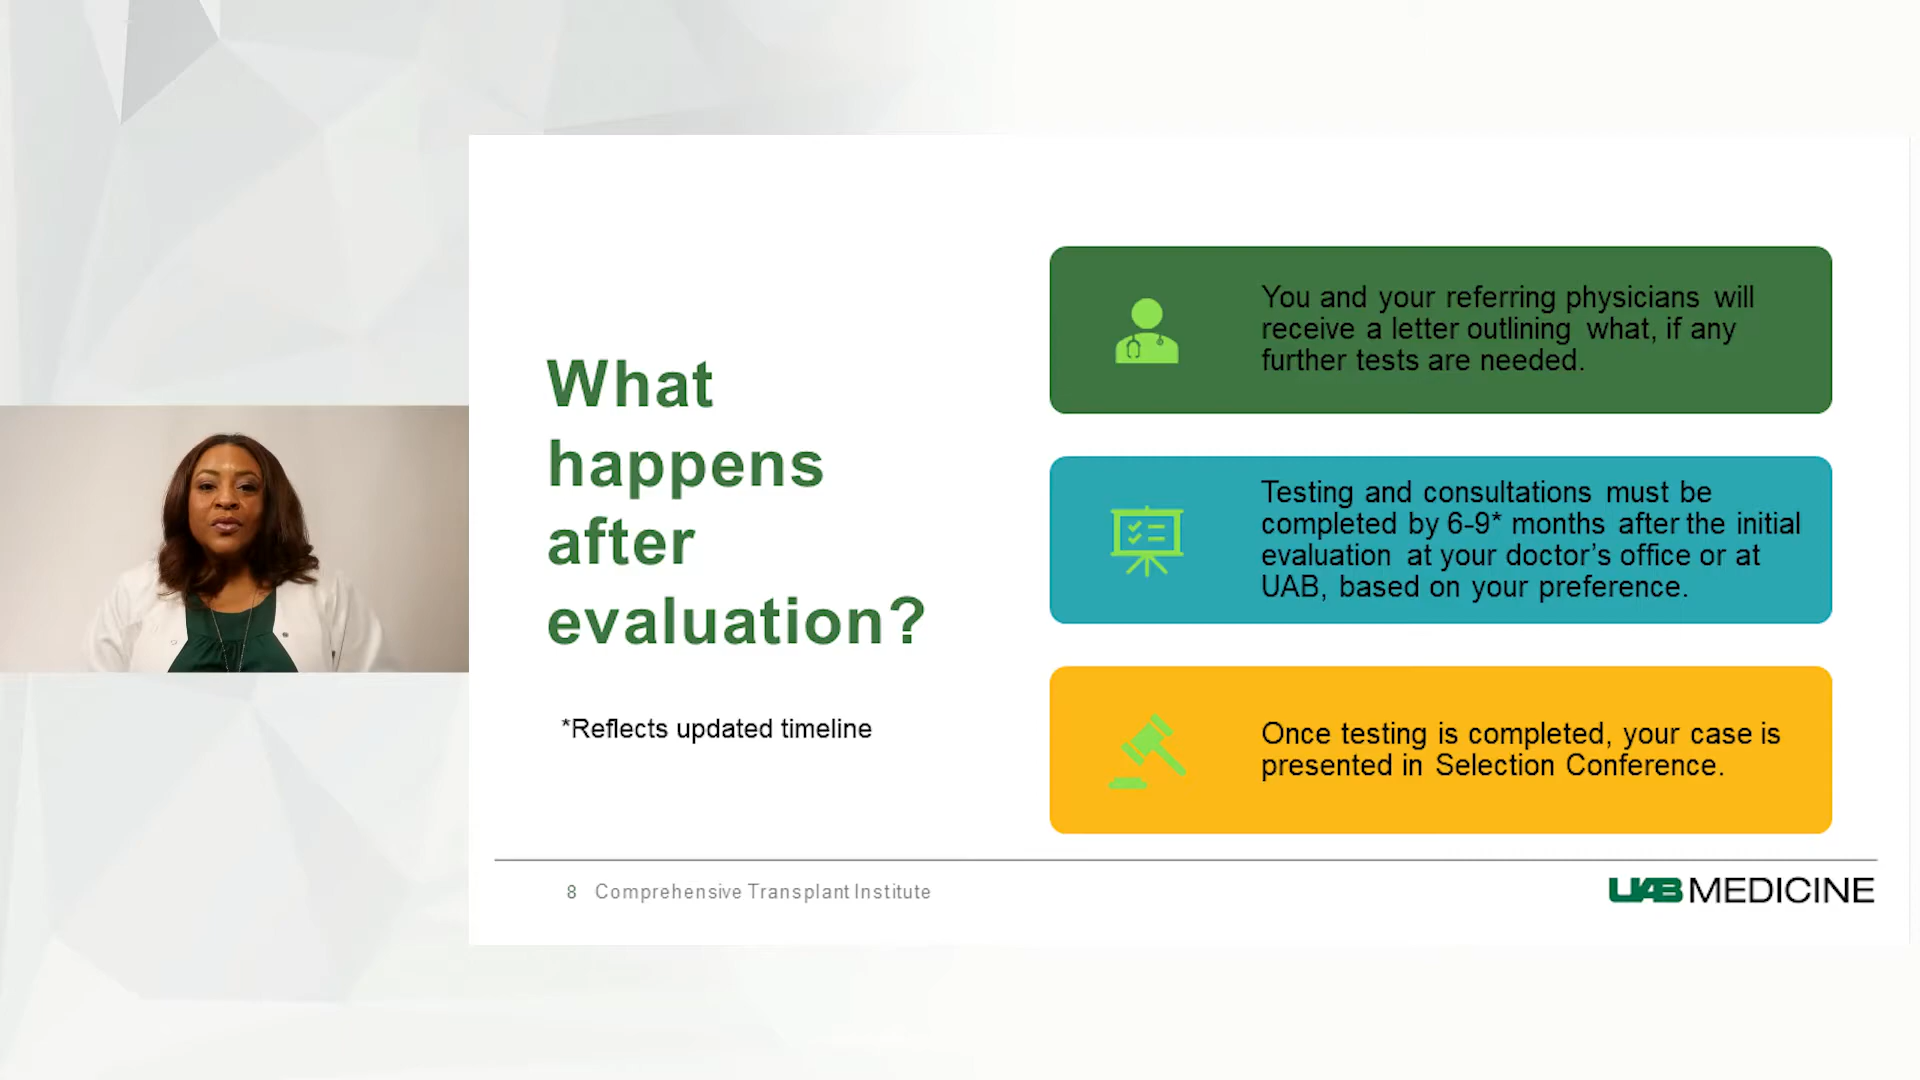 What
happens
after
evaluation?
*Reflects updated timeline
You and your referring physicians will
receive a letter outlining what, if any
further tests are needed.
Testing and consultations must be
completed by 6-9* months after the initial
evaluation at your doctor's office or at
UAB, based on your preference.
Once testing is completed, your case is
presented in Selection Conference.
8 Comprehensive Transplant Institute
UAB MEDICINE